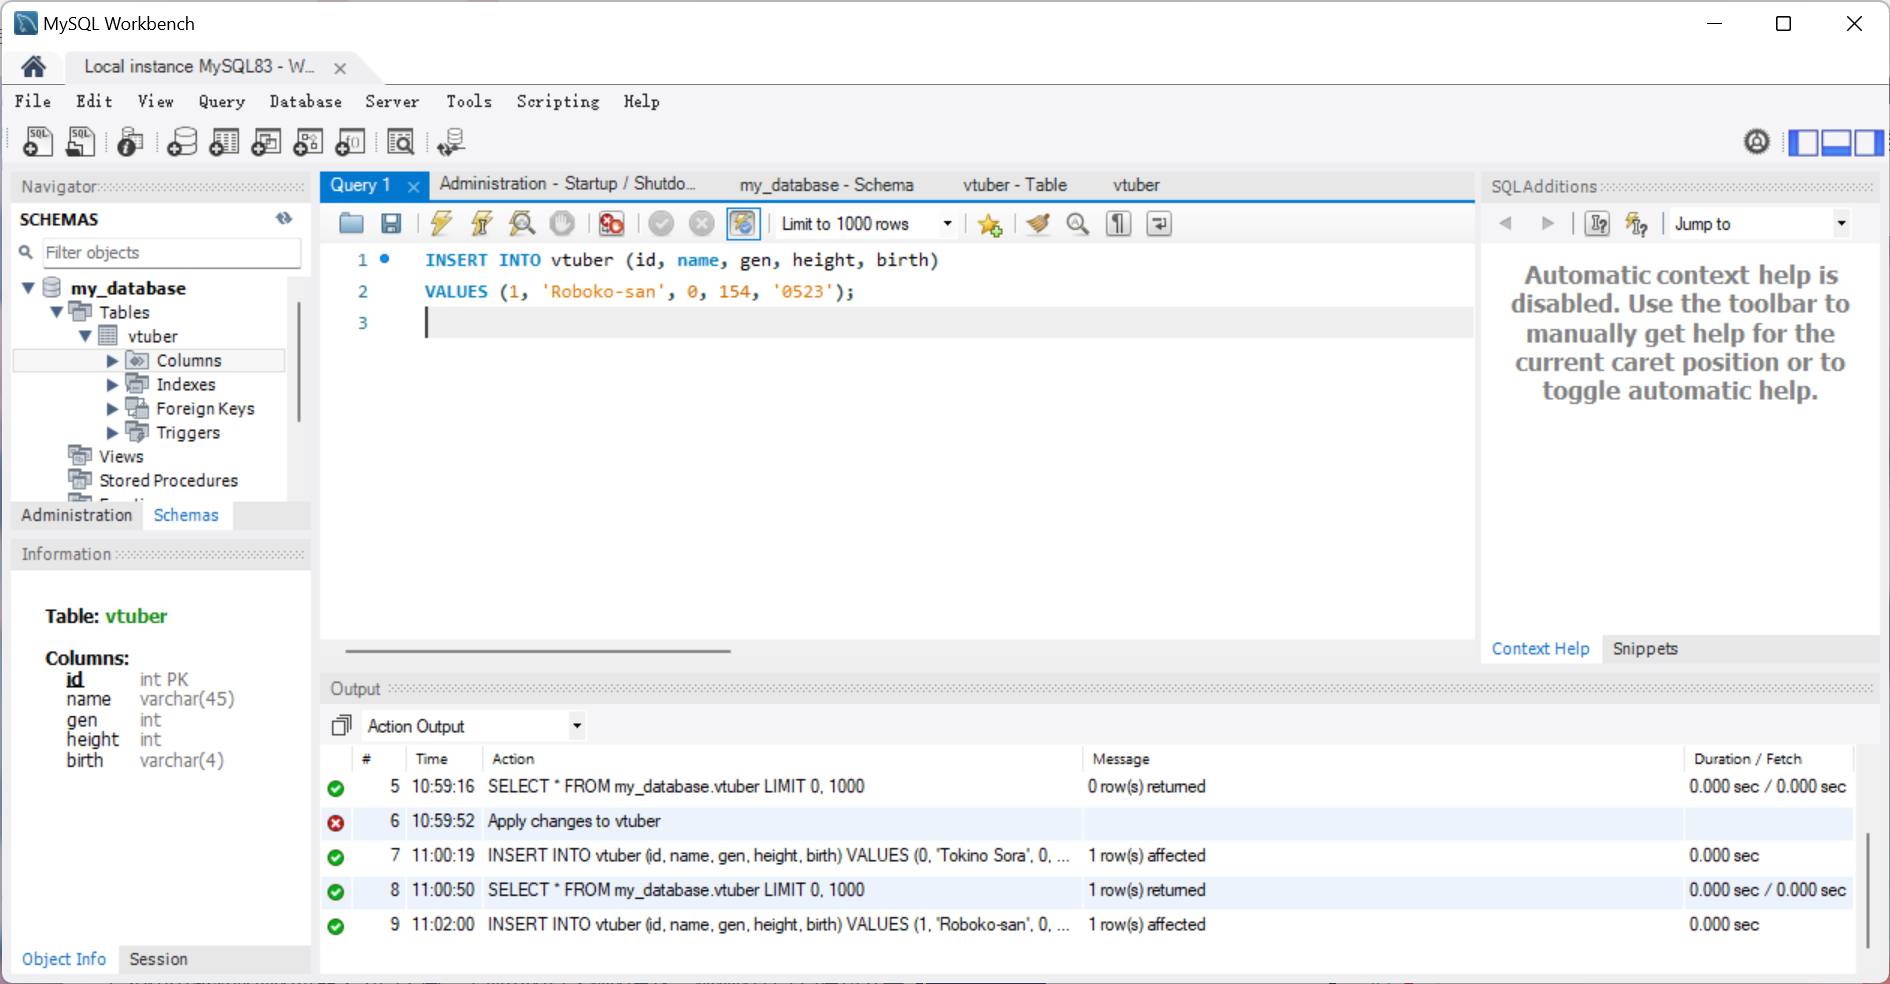 MySQL Workbench
Local instance MySQL83 - W...
File Edit View Query Database Server Tools Scripting Help
Navigator
SCHEMAS
Filter objects
my_database
Tables
vtuber
Columns
Indexes
Foreign Keys
Triggers
Views
Stored Procedures
Administration Schemas
Information
Table: vtuber
Columns:
id int PK
name varchar(45)
gen int
height int
birth varchar(4)
Object Info Session
Query 1 Administration - Startup / Shutdo... my_database - Schema vtuber - Table vtuber
Limit to 1000 rows
1 INSERT INTO vtuber (id, name, gen, height, birth)
2 VALUES (1, 'Roboko-san', 0, 154, '0523');
3
SQLAdditions
Jump to
Automatic context help is
disabled. Use the toolbar to
manually get help for the
current caret position or to
toggle automatic help.
Context Help Snippets
Output
Action Output
# Time Action Message Duration / Fetch
5 10:59:16 SELECT * FROM my_database.vtuber LIMIT 0, 1000 0 row(s) returned 0.000 sec / 0.000 sec
6 10:59:52 Apply changes to vtuber
7 11:00:19 INSERT INTO vtuber (id, name, gen, height, birth) VALUES (0, 'Tokino Sora', 0, ... 1 row(s) affected 0.000 sec
8 11:00:50 SELECT * FROM my_database.vtuber LIMIT 0, 1000 1 row(s) returned 0.000 sec / 0.000 sec
9 11:02:00 INSERT INTO vtuber (id, name, gen, height, birth) VALUES (1, 'Roboko-san', 0, ... 1 row(s) affected 0.000 sec